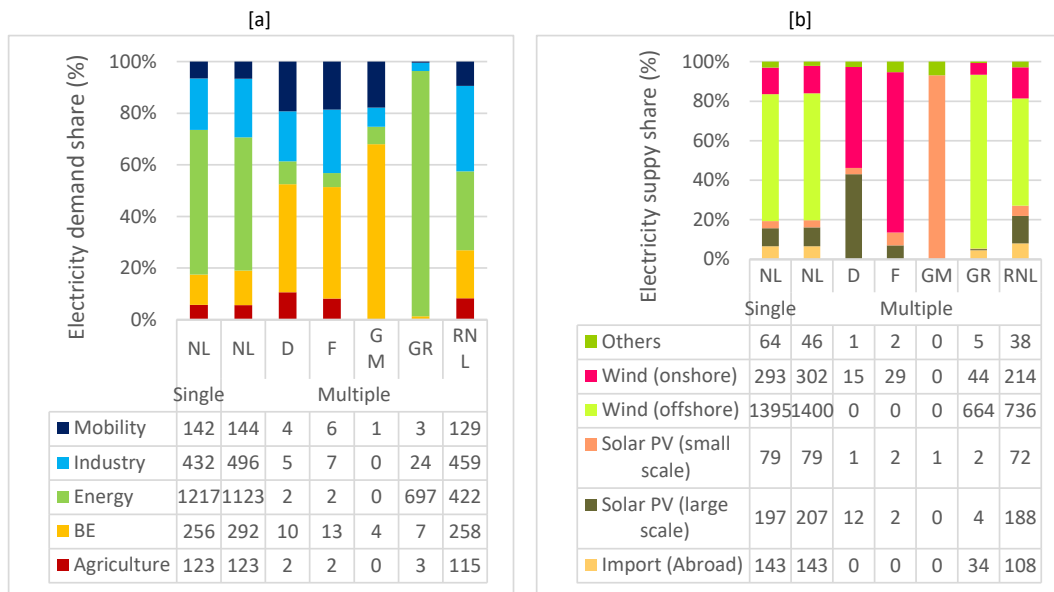 [a]
Electricity demand share (%)
100%
80%
60%
40%
20%
0%
NL NL D F G M GR RN L
Single Multiple
Mobility 142 144 4 6 1 3 129
Industry 432 496 5 7 0 24 459
Energy 1217 1123 2 2 0 697 422
BE 256 292 10 13 4 7 258
Agriculture 123 123 2 2 0 3 115
[b]
Electricity suppy share (%)
100%
80%
60%
40%
20%
0%
NL NL D F GM GR RNL
Single Multiple
Others 64 46 1 2 0 5 38
Wind (onshore) 293 302 15 29 0 44 214
Wind (offshore) 1395 1400 0 0 0 664 736
Solar PV (small
scale) 79 79 1 2 1 2 72
Solar PV (large
scale) 197 207 12 2 0 4 188
Import (Abroad) 143 143 0 0 0 34 108